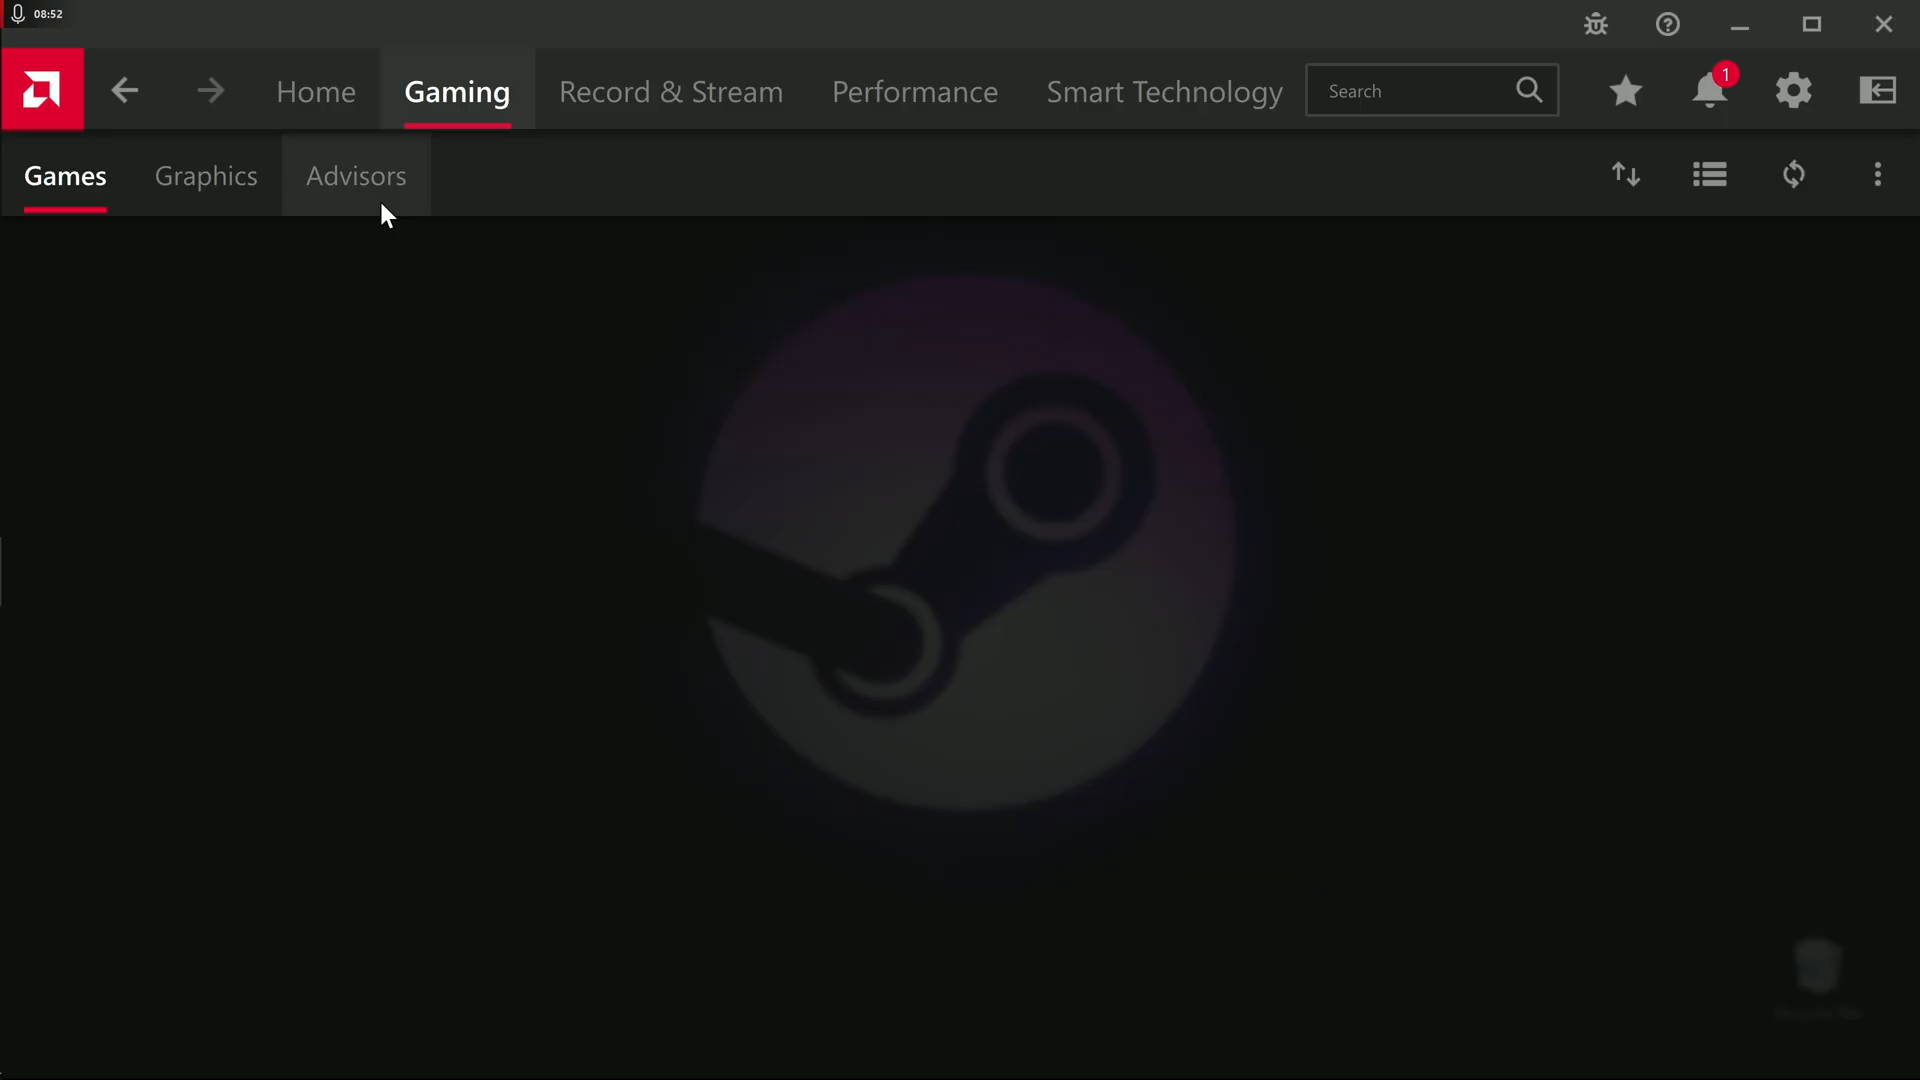 08:52
Home
Gaming
Record & Stream
Performance
Smart Technology
Search
1
Games
Graphics
Advisors